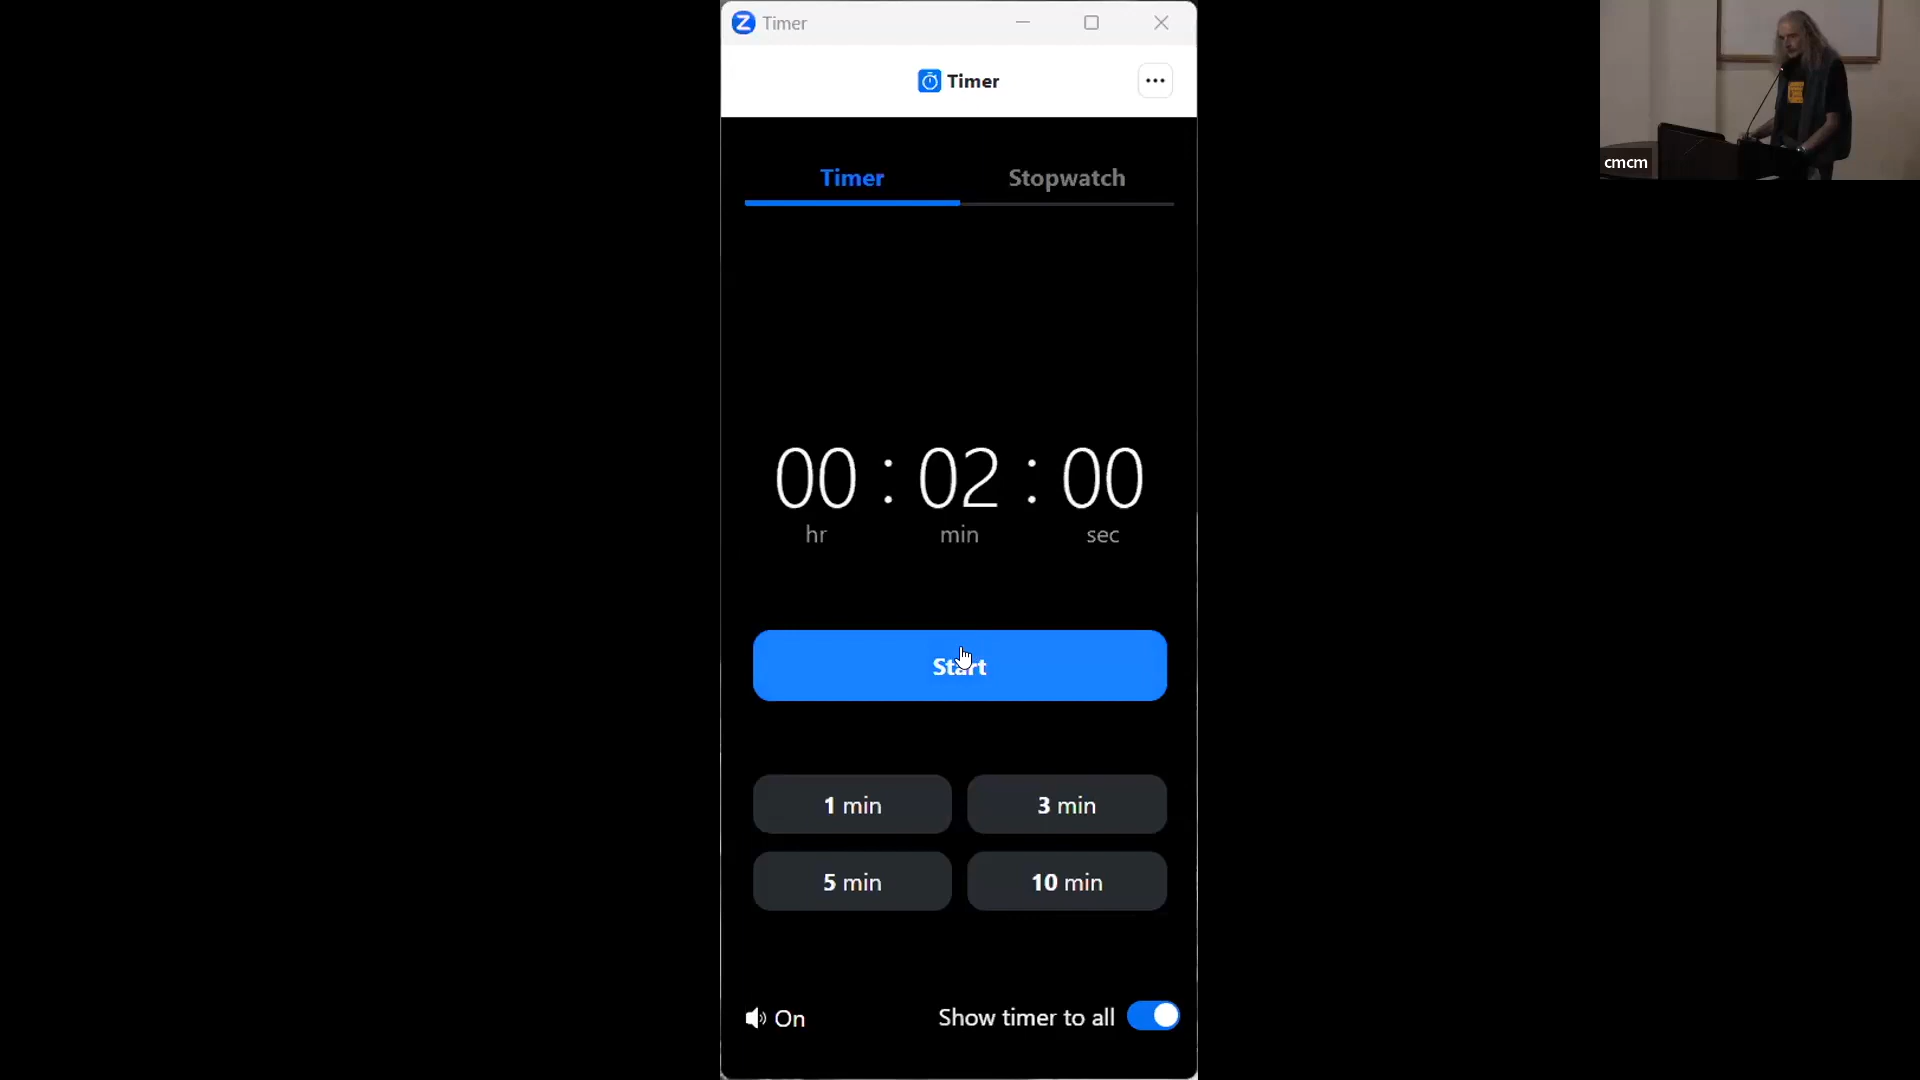 Timer
Timer
Timer Stopwatch
00 : 02 : 00
hr min sec
Start
1 min 3 min
5 min 10 min
On Show timer to all
cmcm